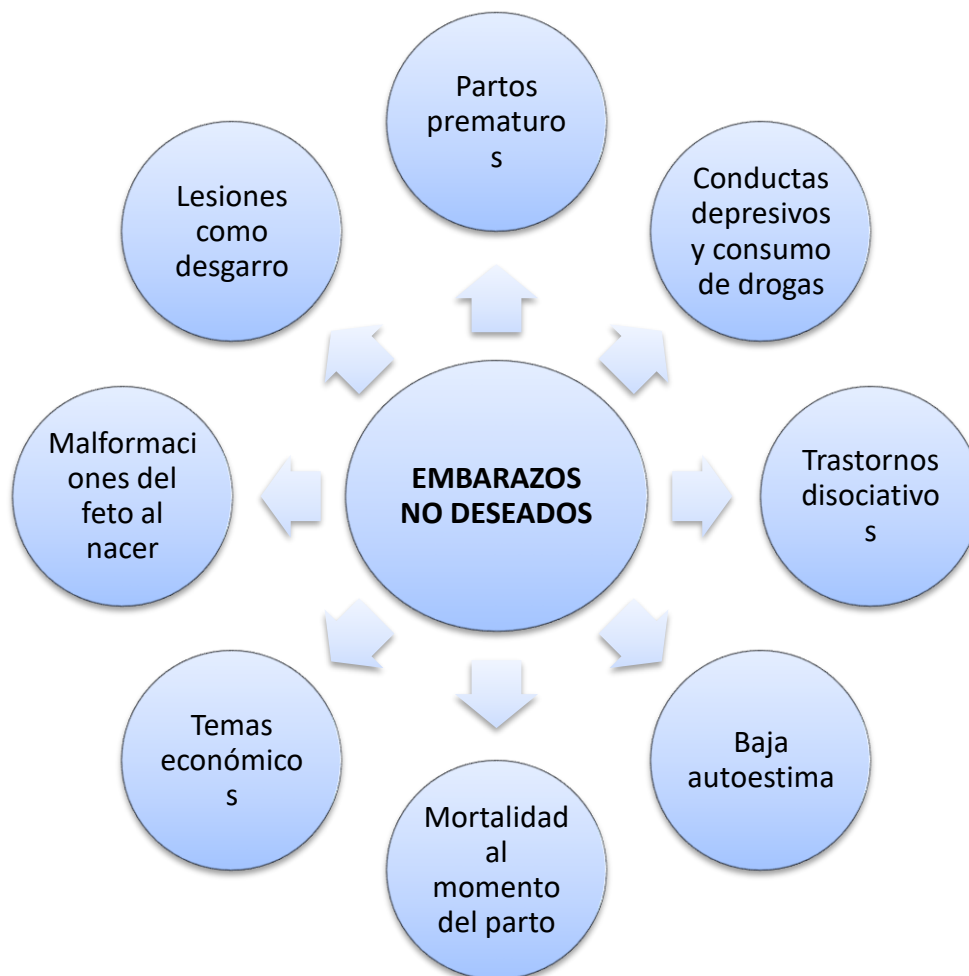 Partos
prematuro
s
Conductas
depresivos
y consumo
de drogas
Trastornos
disociativo
s
Baja
autoestima
Mortalidad
al
momento
del parto
Temas
económico
s
Malformaci
ones del
feto al
nacer
Lesiones
como
desgarro
EMBARAZOS
NO DESEADOS